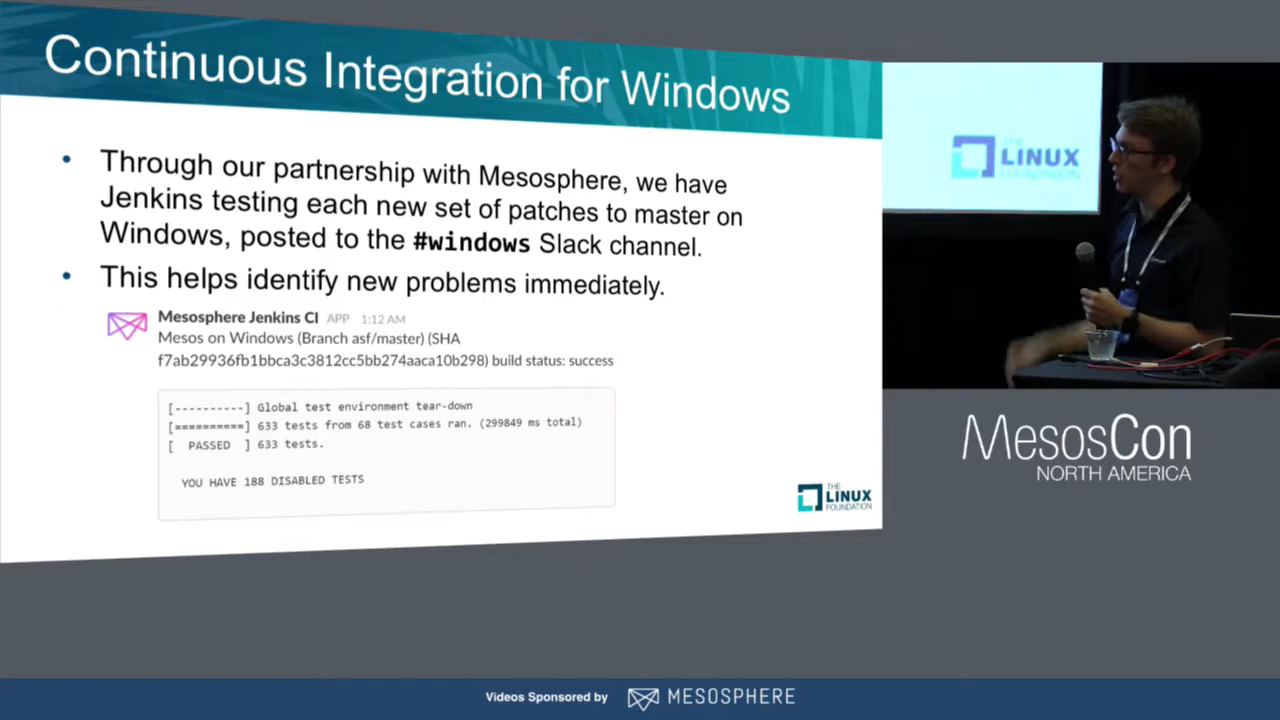 Continuous Integration for Windows
• Through our partnership with Mesosphere, we have
Jenkins testing each new set of patches to master on
Windows, posted to the #windows Slack channel.
• This helps identify new problems immediately.
Mesosphere Jenkins CI APP 1:12 AM
Mesos on Windows (Branch asf/master) (SHA
f7ab29936fb1bbca3c3812cc5bb274aaca10b298) build status: success
[----------] Global test environment tear-down
[==========] 633 tests from 68 test cases ran. (299849 ms total)
[ PASSED ] 633 tests.
YOU HAVE 188 DISABLED TESTS
THE
LINUX
FOUNDATION
THE
LINUX
FOUNDATION
MesosCon
NORTH AMERICA
Videos Sponsored by MESOSPHERE